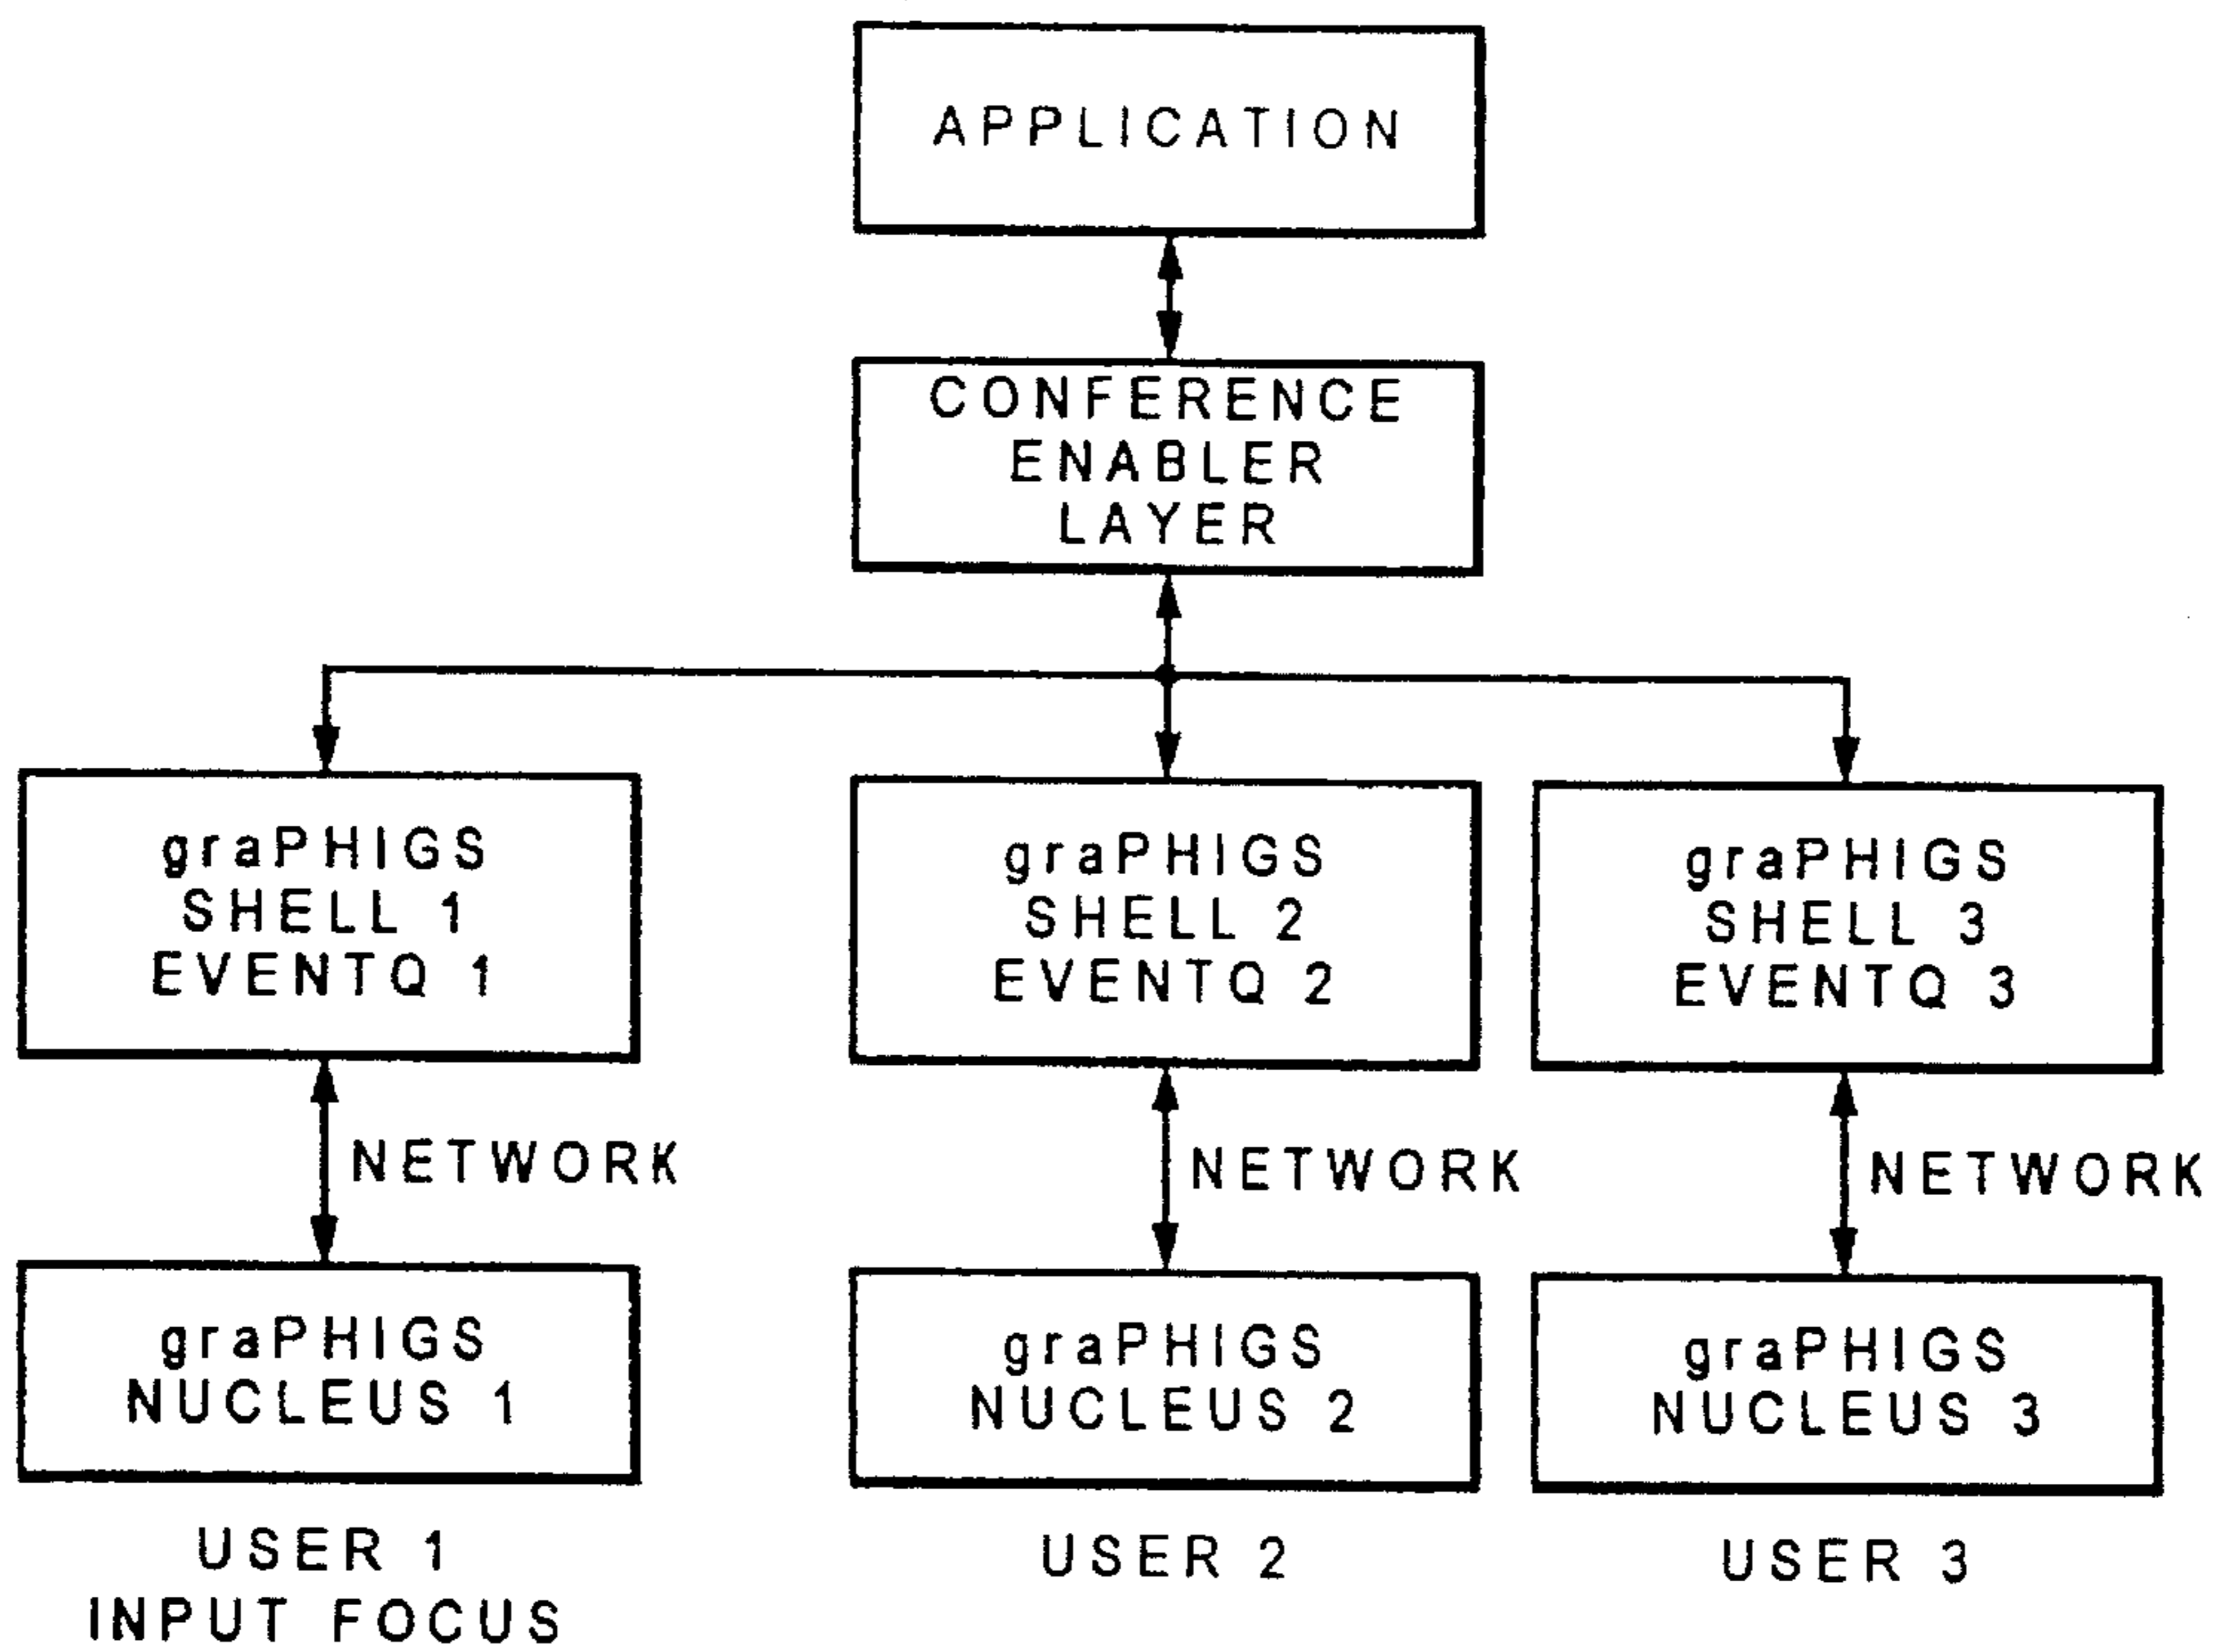 APPLICATION
CONFERENCE
ENABLER
LAYER
graPHIGS
SHELL 1
EVENTQ 1
graPHIGS
SHELL 2
EVENTQ 2
graPHIGS
SHELL 3
EVENTQ 3
NETWORK
NETWORK
NETWORK
graPHIGS
NUCLEUS 1
graPHIGS
NUCLEUS 2
graPHIGS
NUCLEUS 3
USER 1
INPUT FOCUS
USER 2
USER 3